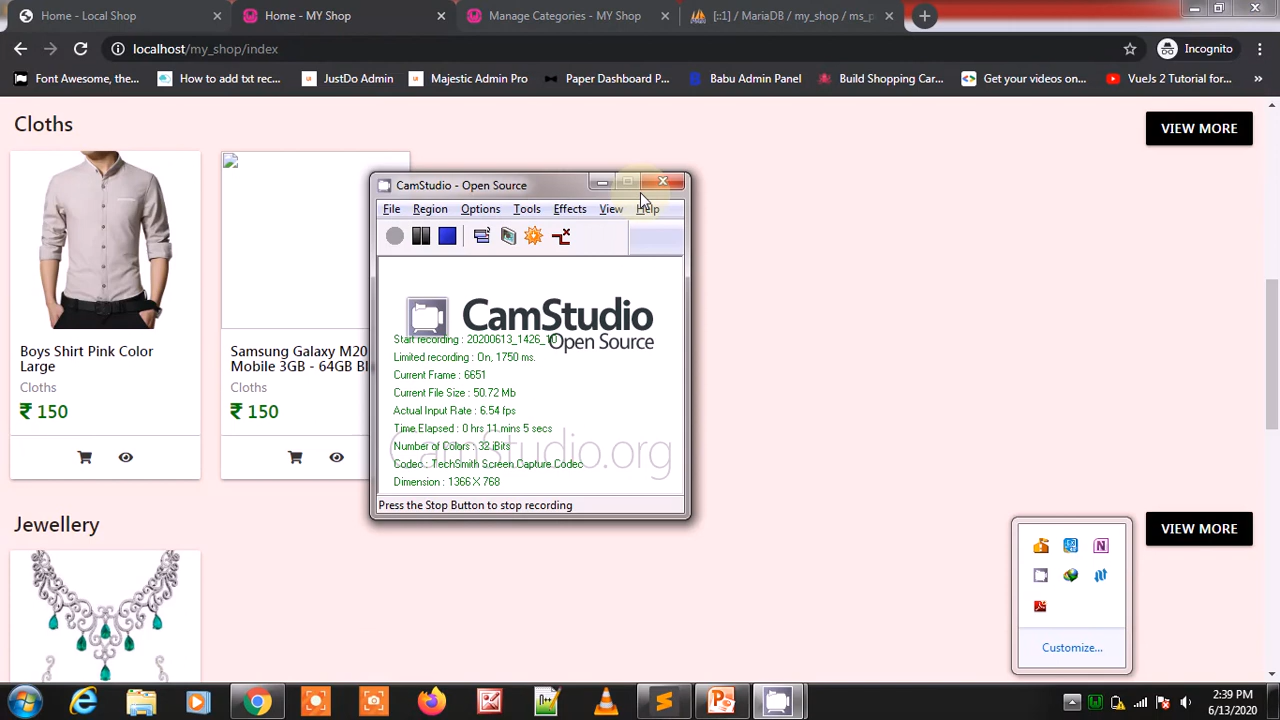 Home - Local Shop
Home - MY Shop
Manage Categories - MY Shop
[::1] / MariaDB / my_shop / ms_p
localhost/my_shop/index
Incognito
Font Awesome, the...
How to add txt rec...
JustDo Admin
Majestic Admin Pro
Paper Dashboard P...
Babu Admin Panel
Build Shopping Car...
Get your videos on...
VueJs 2 Tutorial for...
Cloths
VIEW MORE
Boys Shirt Pink Color
Large
Cloths
₹ 150
Samsung Galaxy M20
Mobile 3GB - 64GB Bl
Cloths
₹ 150
CamStudio - Open Source
File Region Options Tools Effects View Help
CamStudio
Open Source
Start recording : 20200613_1426_10
Limited recording : On, 1750 ms.
Current Frame : 6651
Current File Size : 50.72 Mb
Actual Input Rate : 6.54 fps
Time Elapsed : 0 hrs 11 mins 5 secs
Number of Colors : 32 Bits
CamStudio.org
Codec : TechSmith Screen Capture Codec
Dimension : 1366 X 768
Press the Stop Button to stop recording
Jewellery
VIEW MORE
Customize...
2:39 PM
6/13/2020